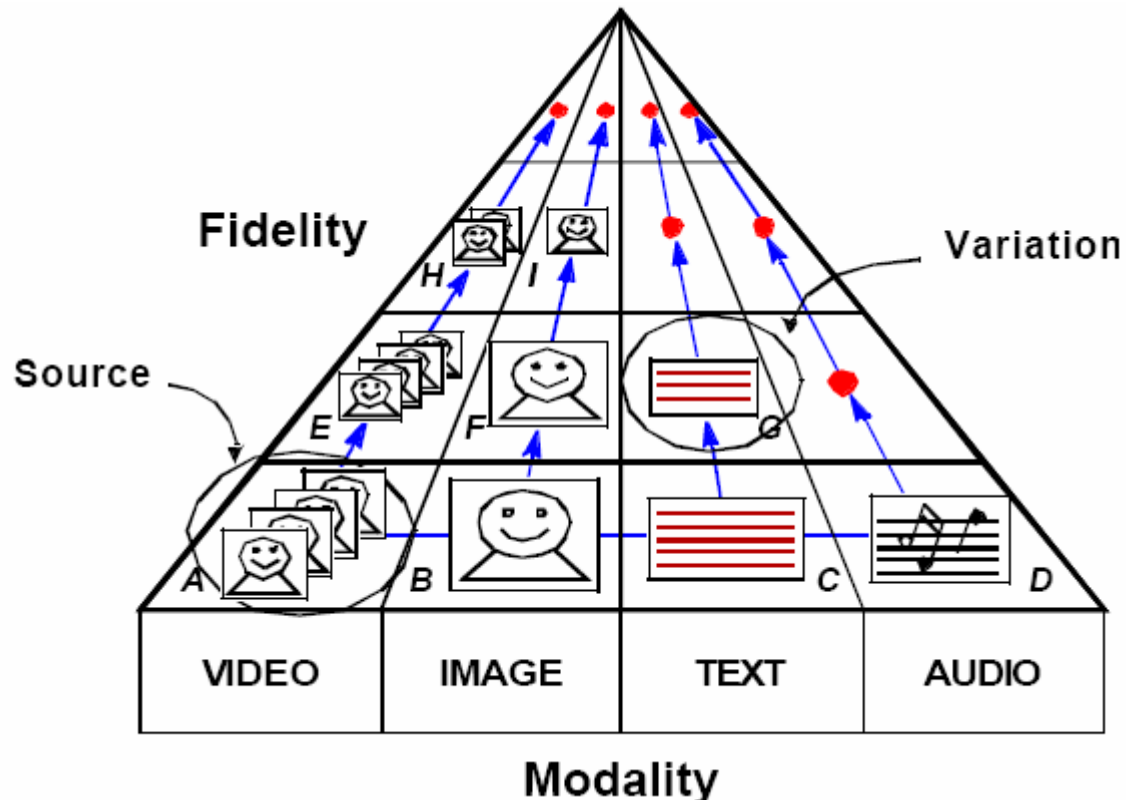 Fidelity
Variation
H
I
Source
E
F
G
A
B
C
D
VIDEO
IMAGE
TEXT
AUDIO
Modality